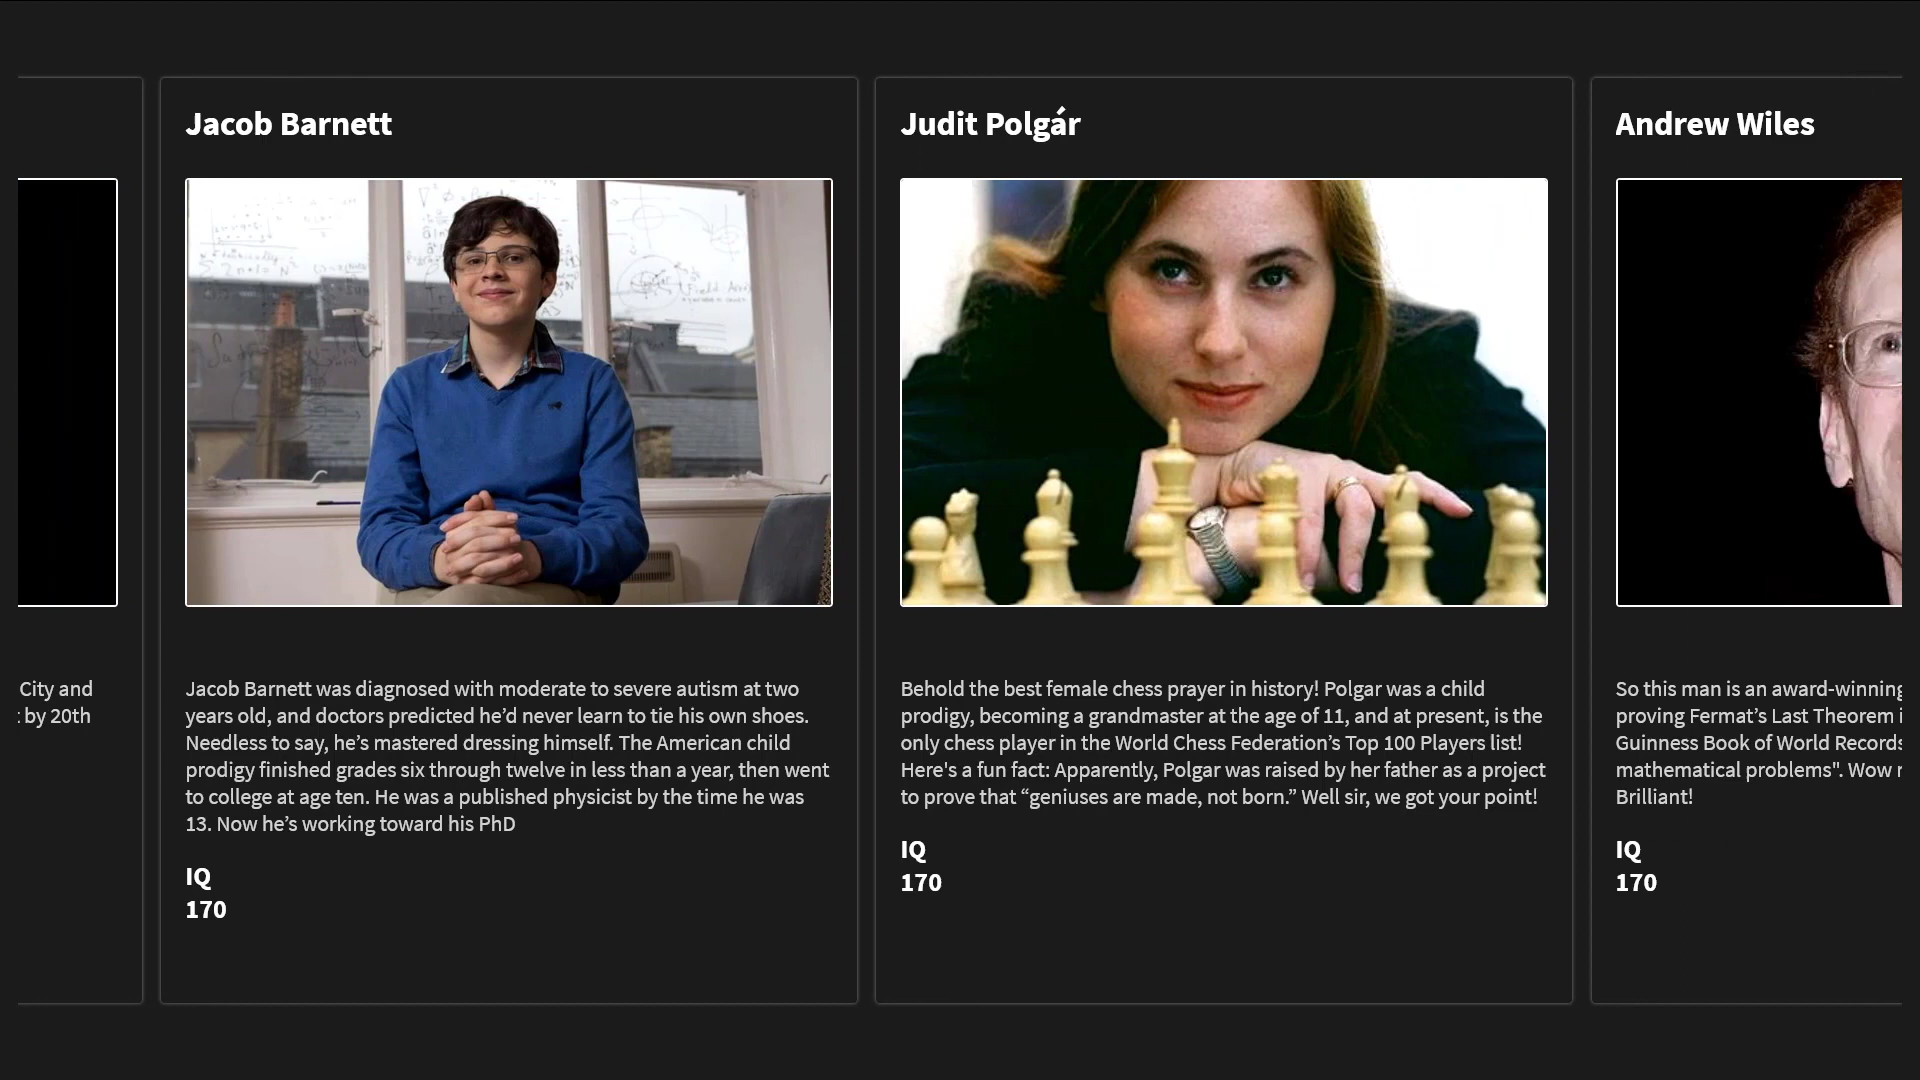 City and
by 20th
Jacob Barnett
Jacob Barnett was diagnosed with moderate to severe autism at two
years old, and doctors predicted he’d never learn to tie his own shoes.
Needless to say, he’s mastered dressing himself. The American child
prodigy finished grades six through twelve in less than a year, then went
to college at age ten. He was a published physicist by the time he was
13. Now he’s working toward his PhD
IQ
170
Judit Polgár
Behold the best female chess prayer in history! Polgar was a child
prodigy, becoming a grandmaster at the age of 11, and at present, is the
only chess player in the World Chess Federation’s Top 100 Players list!
Here's a fun fact: Apparently, Polgar was raised by her father as a project
to prove that “geniuses are made, not born.” Well sir, we got your point!
IQ
170
Andrew Wiles
So this man is an award-winning
proving Fermat’s Last Theorem
Guinness Book of World Records
mathematical problems". Wow
Brilliant!
IQ
170